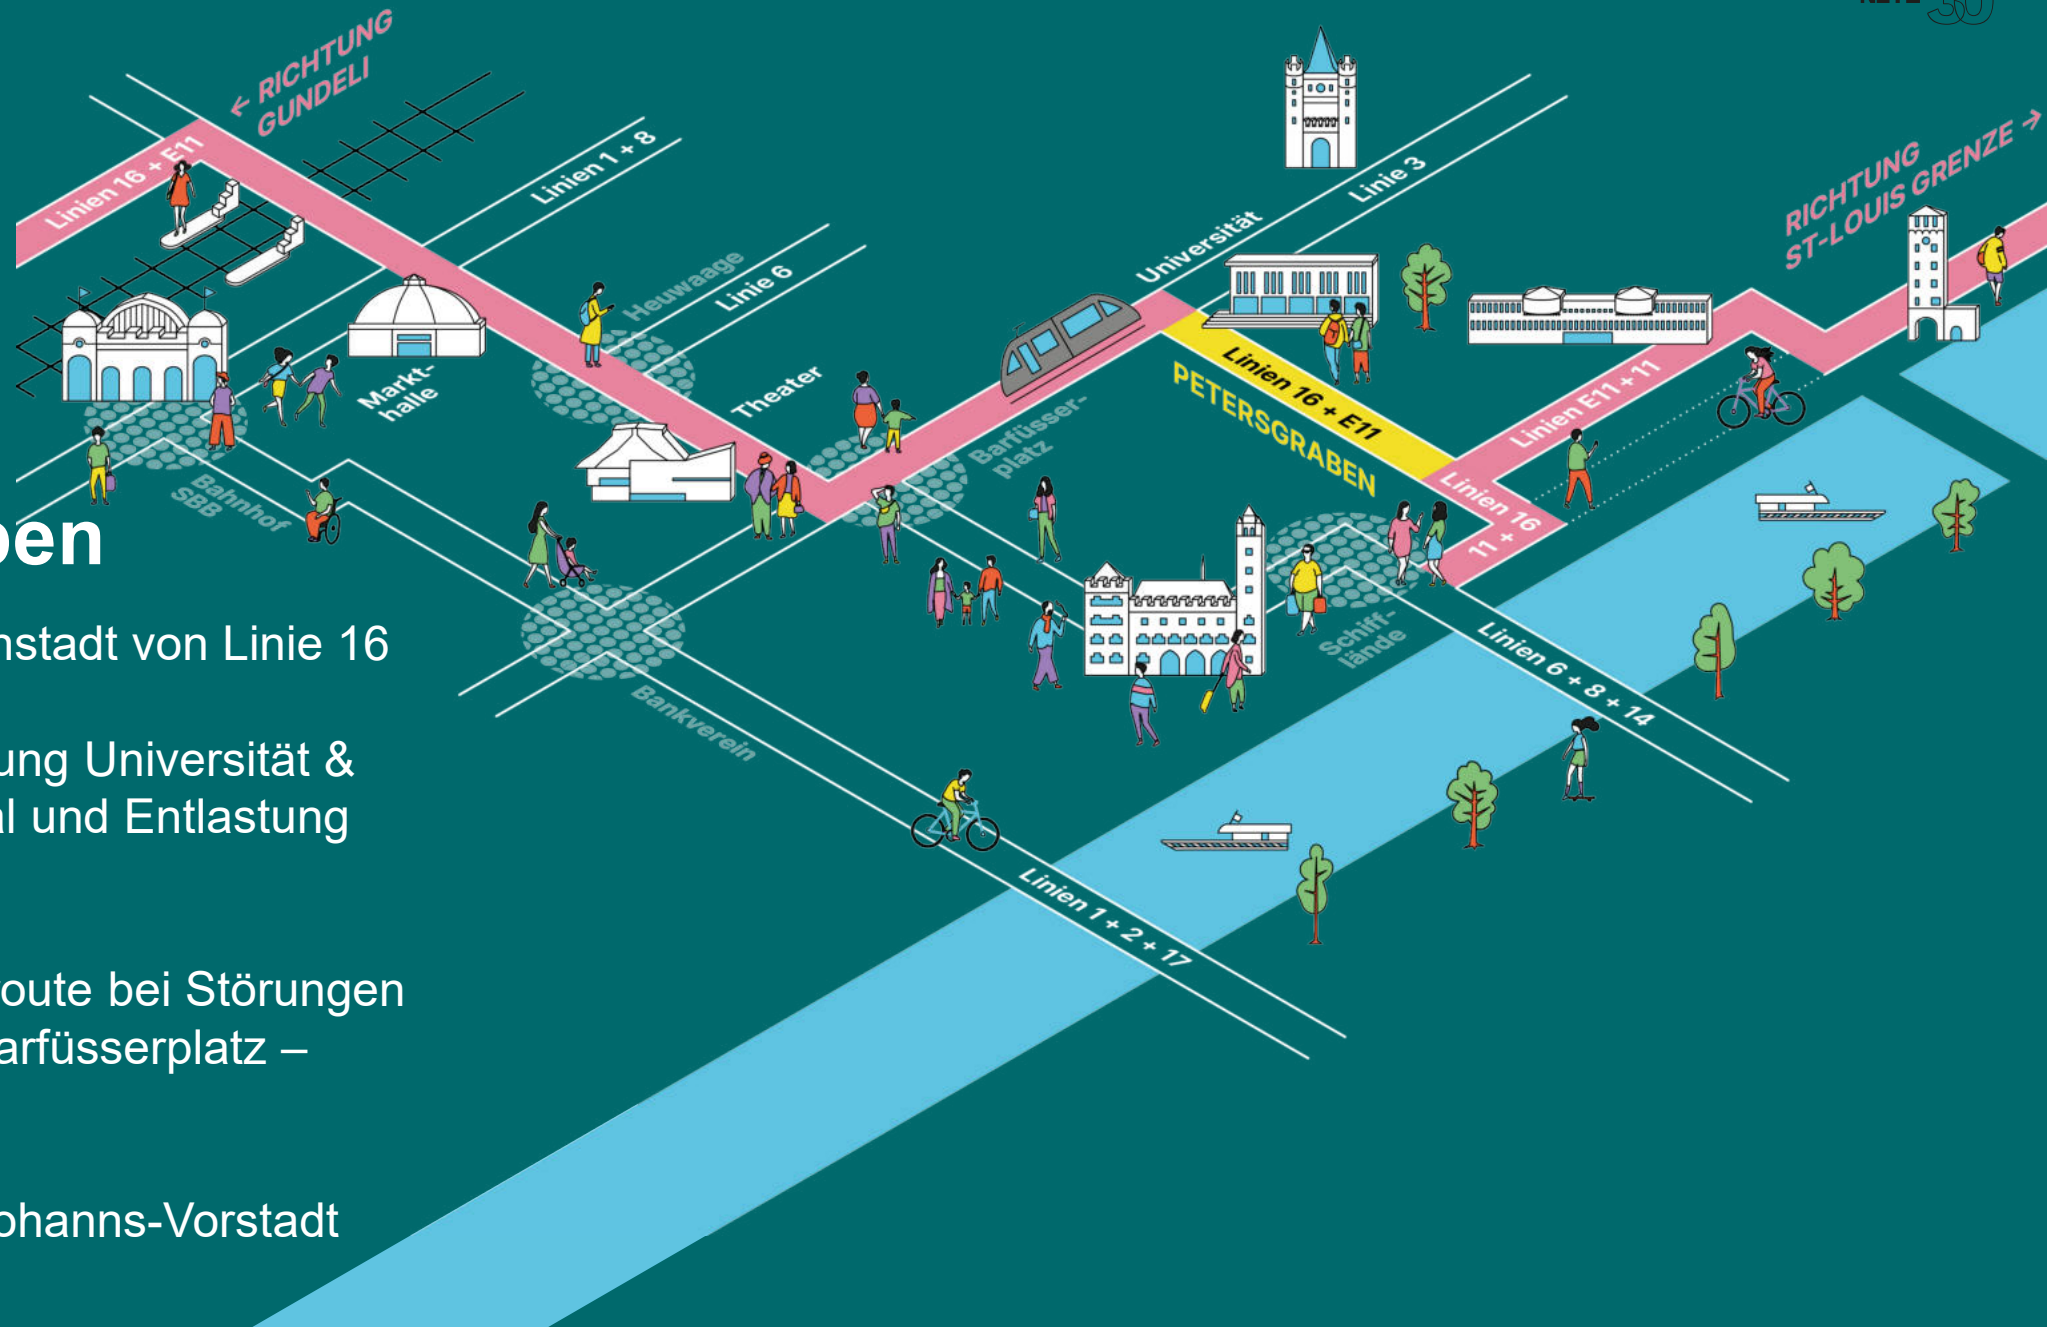 ← RICHTUNG
GUNDELI
Linien 16 + E11
Linien 1 + 8
Heuwaage
Linie 6
Markt-
halle
Theater
Bahnhof
SBB
Barfüsser-
platz
Bankverein
Universität
Linie 3
Linien 16 + E11
PETERSGRABEN
Linien E11 + 11
RICHTUNG
ST-LOUIS GRENZE →
Linien 16
11 +
Schiff-
lände
Linien 6 + 8 + 14
Linien 1 + 2 + 17
ben
nstadt von Linie 16
ung Universität &
al und Entlastung
route bei Störungen
arfüsserplatz –
ohanns-Vorstadt